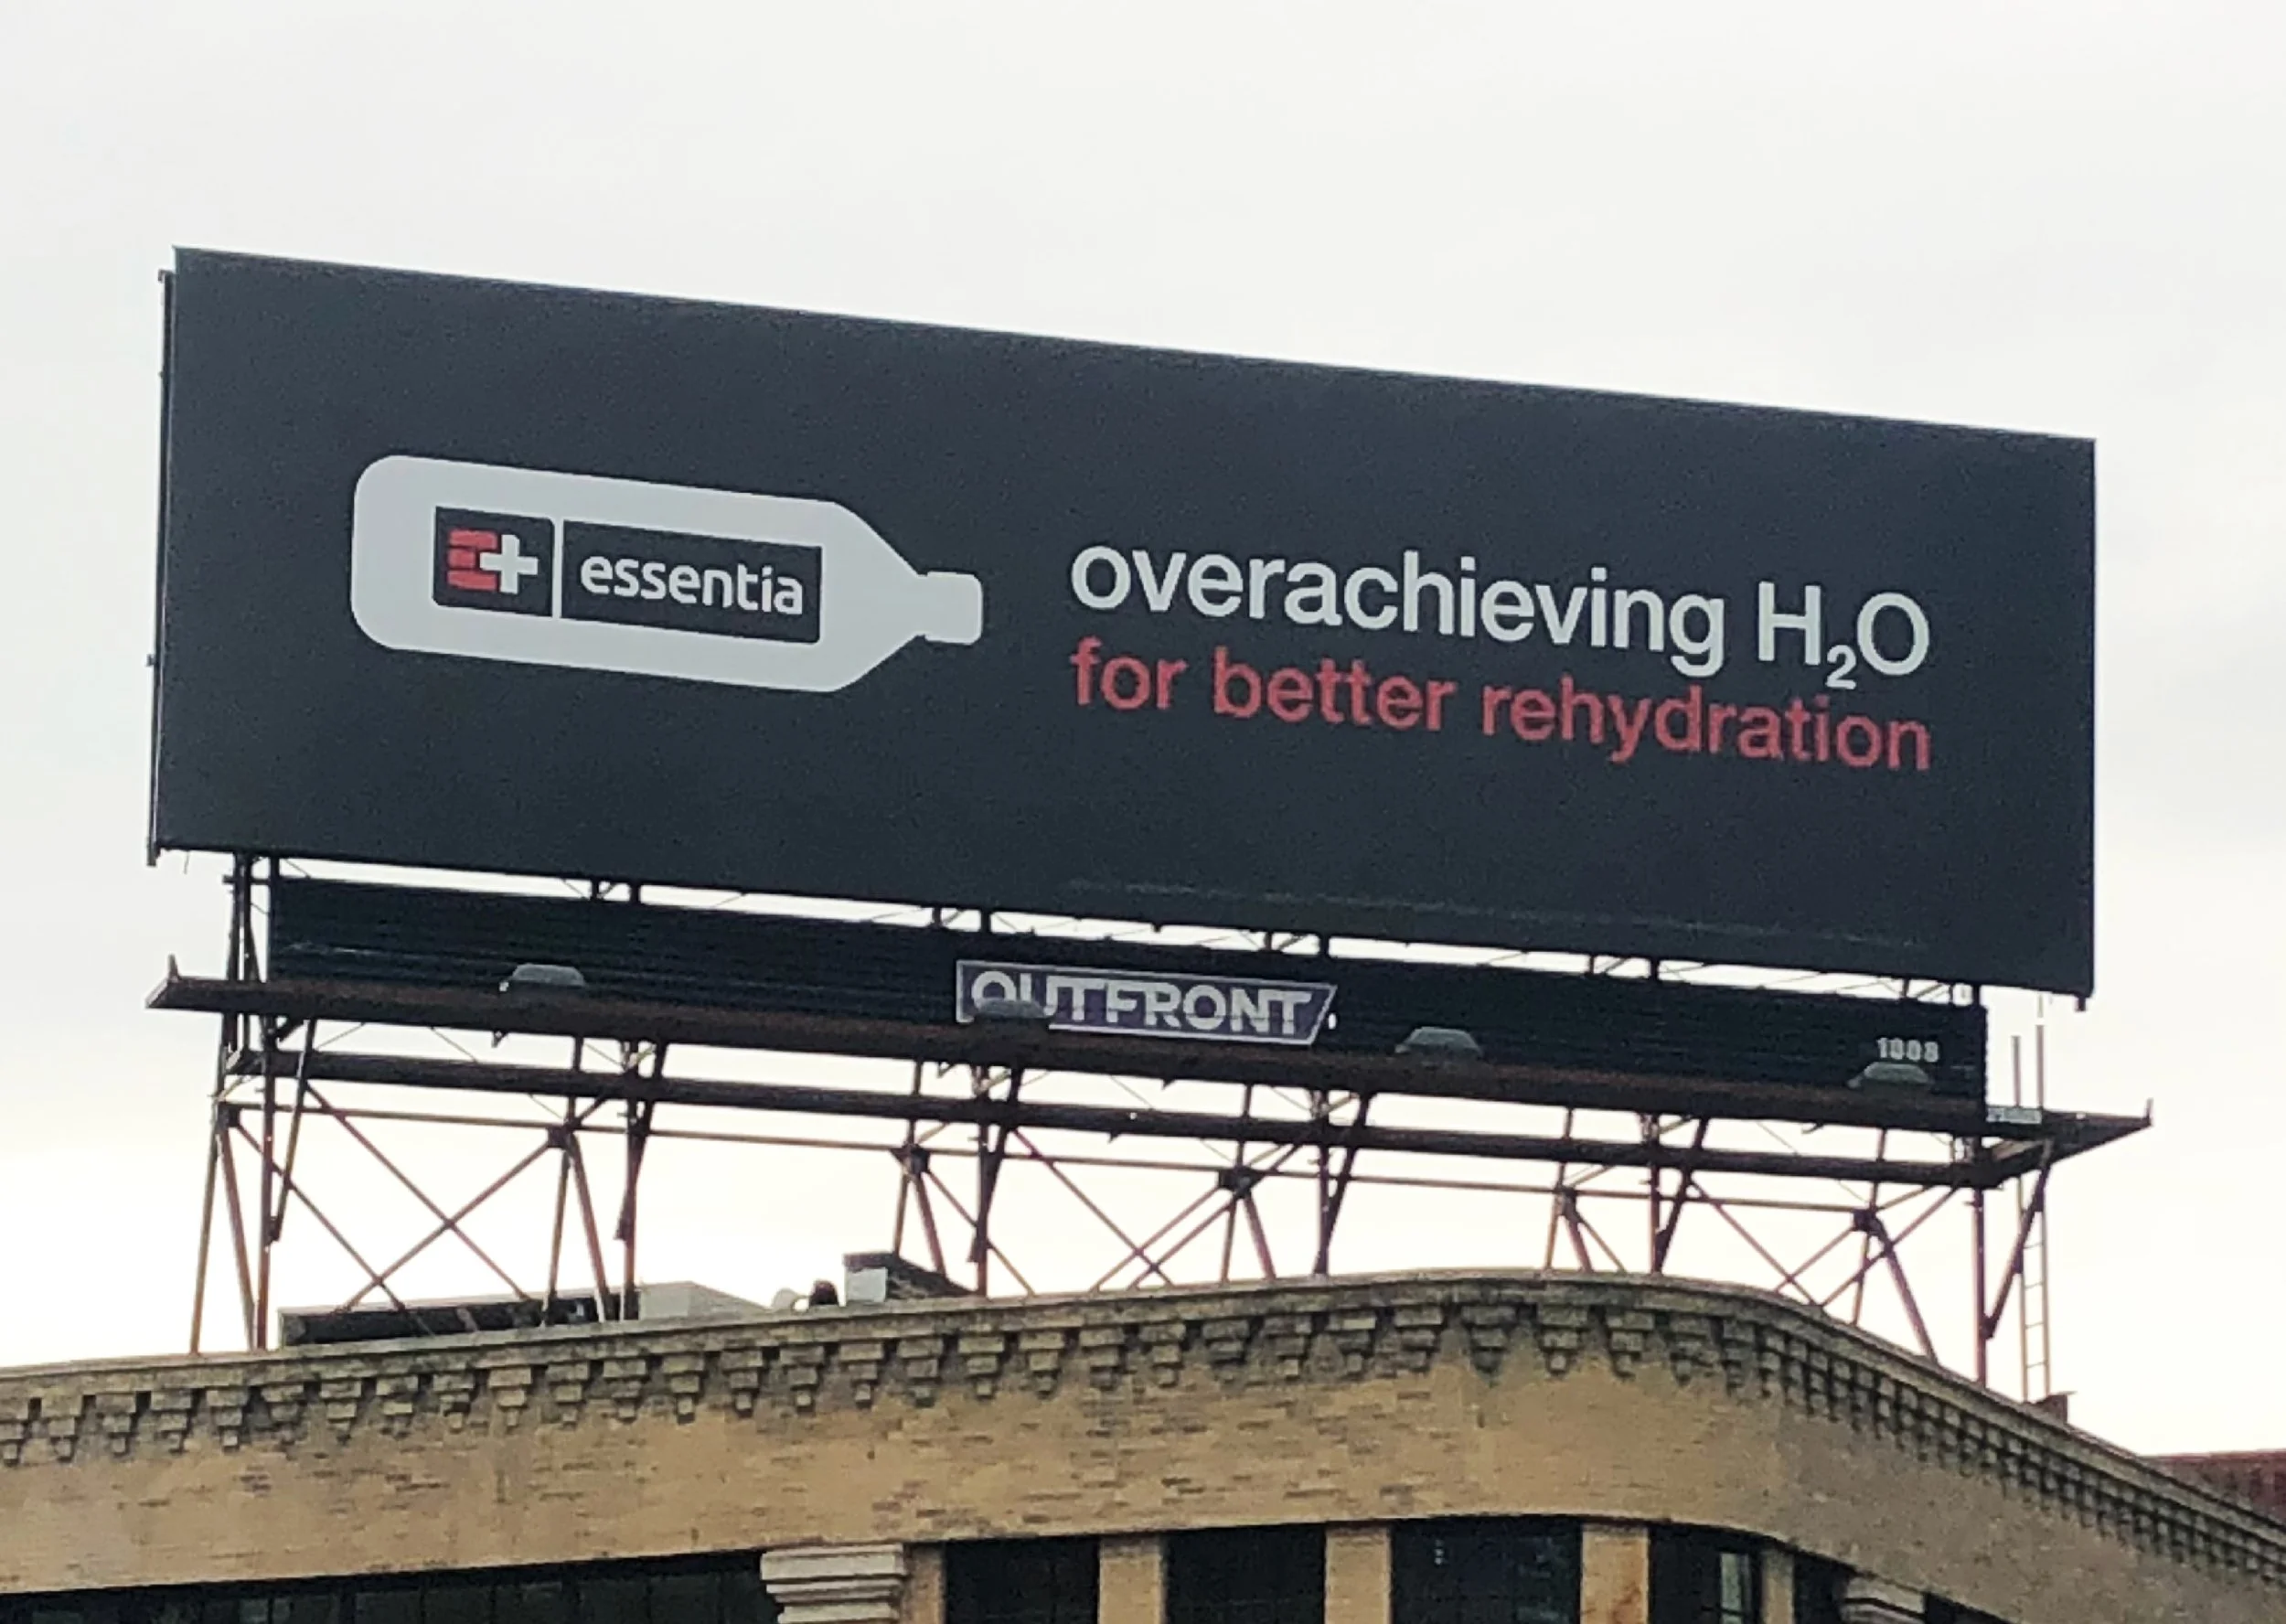 essentia
overachieving H₂O
for better rehydration
OUTFRONT
1008